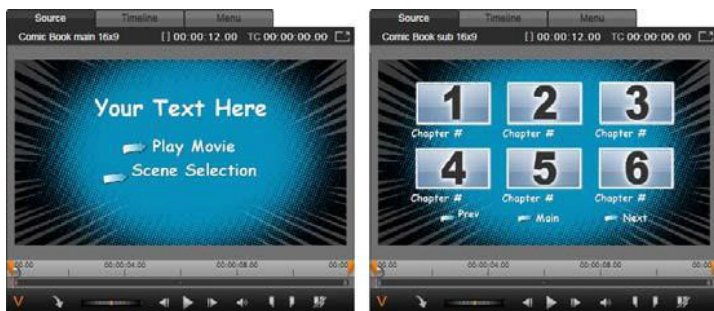 Source Timeline Menu
Comic Book main 16x9 [ ] 00:00:12.00 TC 00:00:00.00
Your Text Here
Play Movie
Scene Selection
00:00:04.00 00:00:08.00
V
Source Timeline Menu
Comic Book sub 16x9 [ ] 00:00:12.00 TC 00:00:00.00
1 2 3
Chapter # Chapter # Chapter #
4 5 6
Chapter # Chapter # Chapter #
Prev Main Next
00:00:04.00 00:00:08.00
V